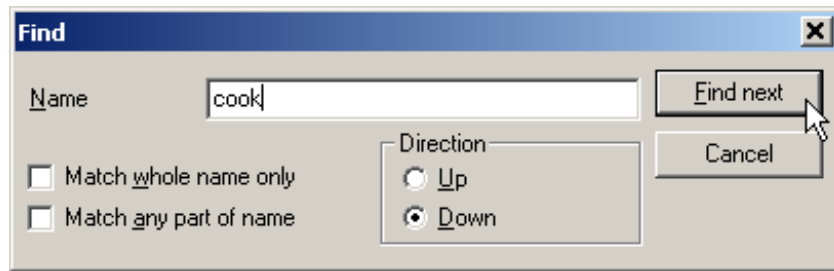 Find
Name cook Find next
Direction
Cancel
Match whole name only Up
Match any part of name Down